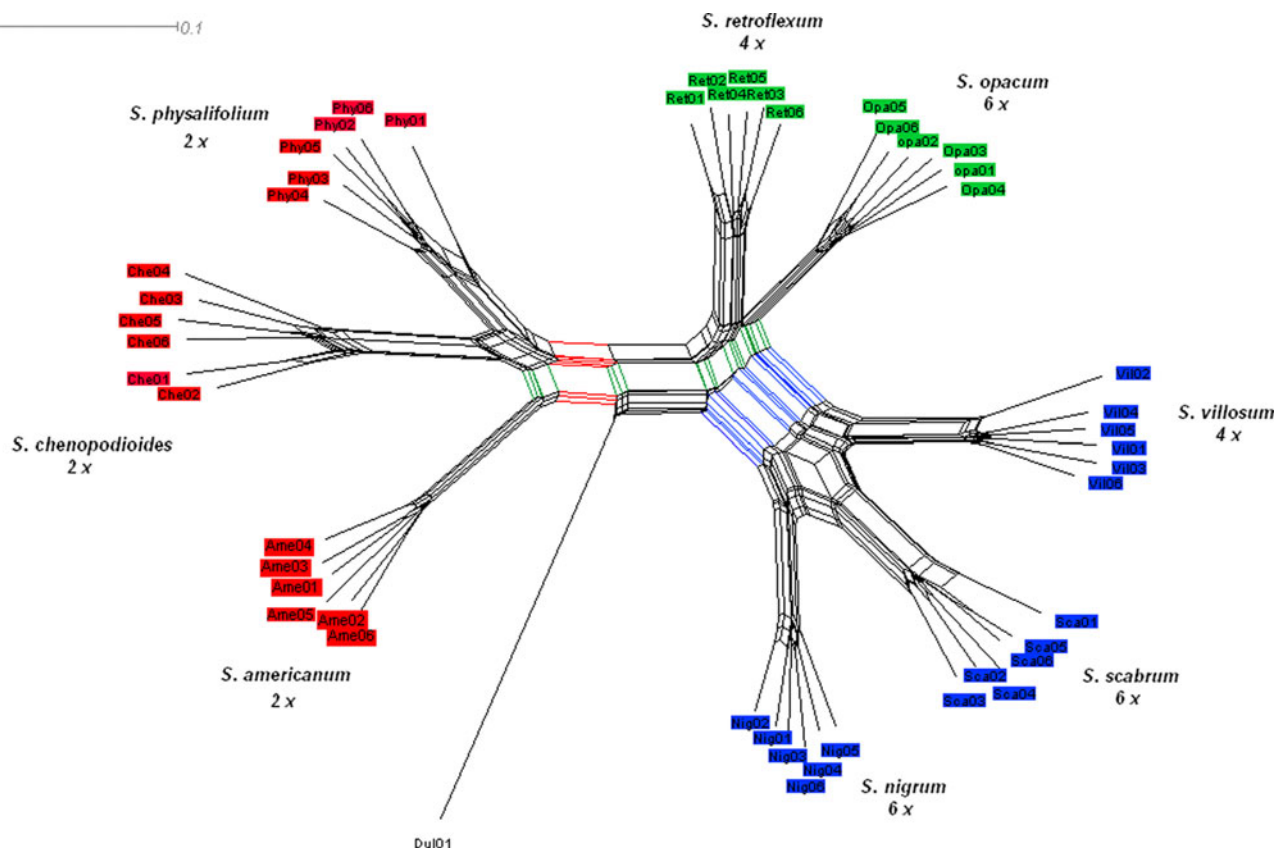 0.1
S. retroflexum
4 x
Ret02 Ret05
Ret01 Ret04 Ret03
Ret06
S. opacum
6 x
Opa05
Opa06
opa02
Opa03
opa01
Opa04
S. physalifolium
2 x
Phy06
Phy02
Phy01
Phy05
Phy03
Phy04
Che04
Che03
Che05
Che06
Che01
Che02
S. chenopodioides
2 x
Vil02
Vil04
Vil05
Vil01
Vil03
Vil06
S. villosum
4 x
Ame04
Ame03
Ame01
Ame05
Ame02
Ame06
S. americanum
2 x
Sca01
Sca05
Sca06
Sca02
Sca04
Sca03
S. scabrum
6 x
Nig02
Nig01
Nig05
Nig03
Nig04
Nig06
S. nigrum
6 x
Dul01